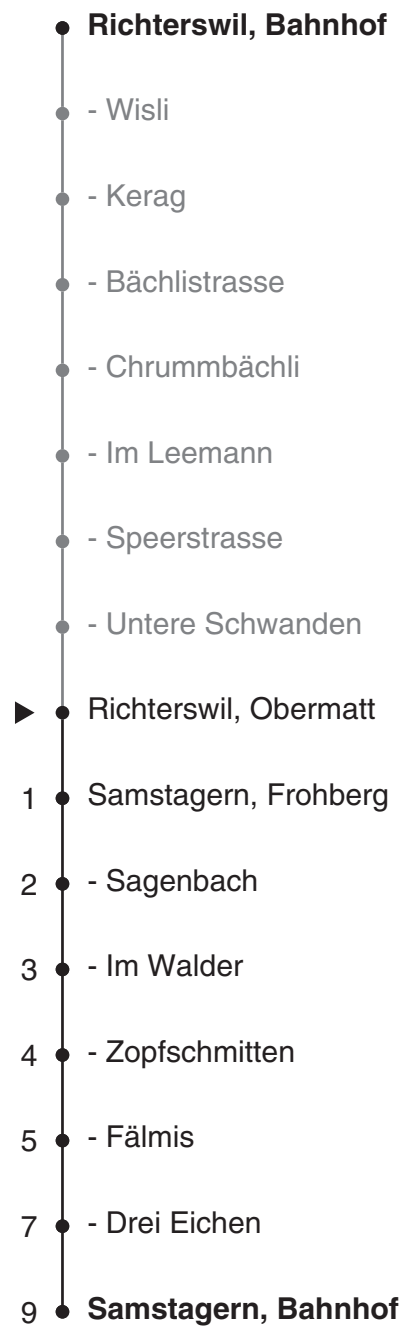 Richterswil, Bahnhof
- Wisli
- Kerag
- Bächlistrasse
- Chrummbächli
- Im Leemann
- Speerstrasse
- Untere Schwanden
Richterswil, Obermatt
1 Samstagern, Frohberg
2 - Sagenbach
3 - Im Walder
4 - Zopfschmitten
5 - Fälmis
7 - Drei Eichen
9 Samstagern, Bahnhof